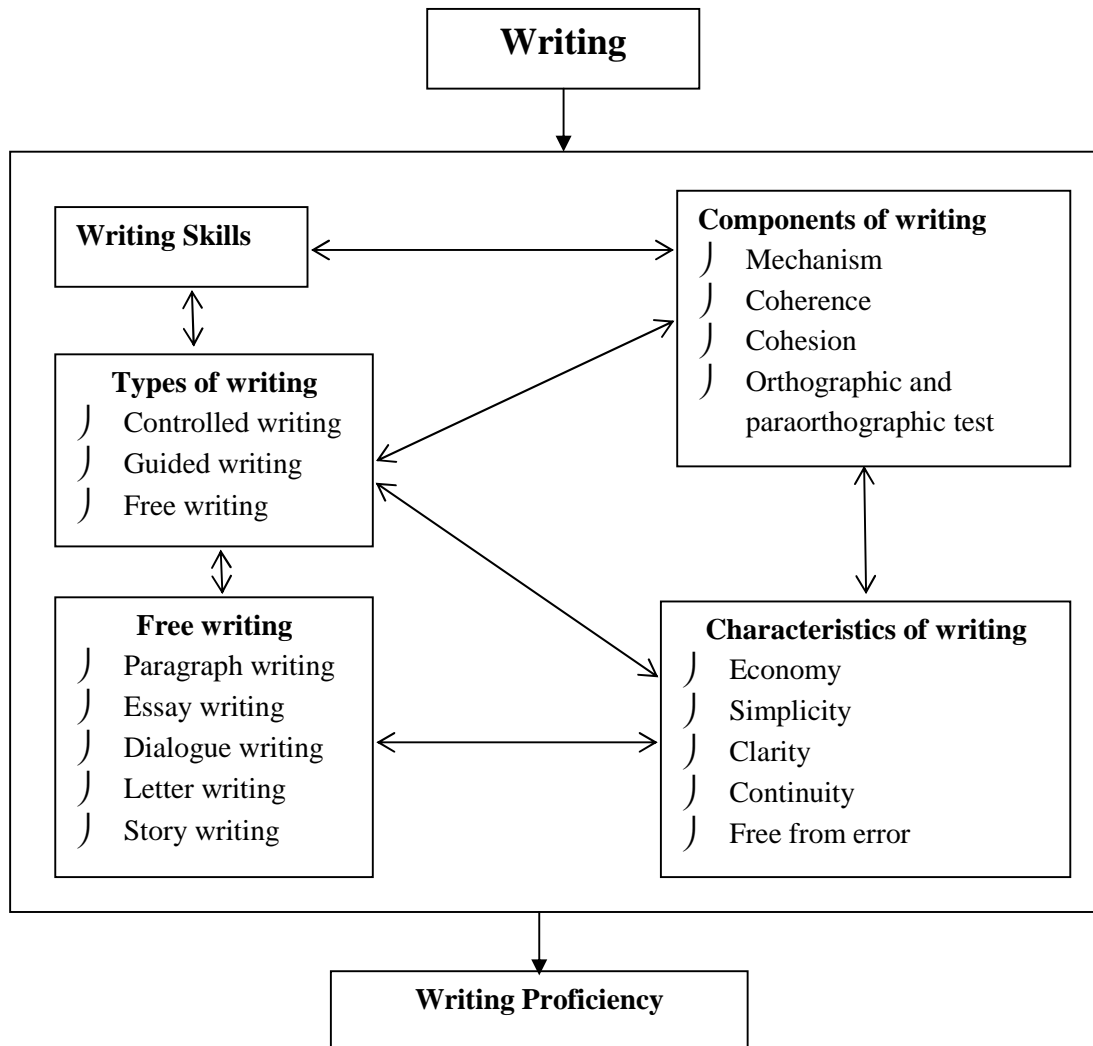 Writing
Writing Skills
Components of writing
Mechanism
Coherence
Cohesion
Orthographic and
paraorthographic test
Types of writing
Controlled writing
Guided writing
Free writing
Free writing
Paragraph writing
Essay writing
Dialogue writing
Letter writing
Story writing
Characteristics of writing
Economy
Simplicity
Clarity
Continuity
Free from error
Writing Proficiency